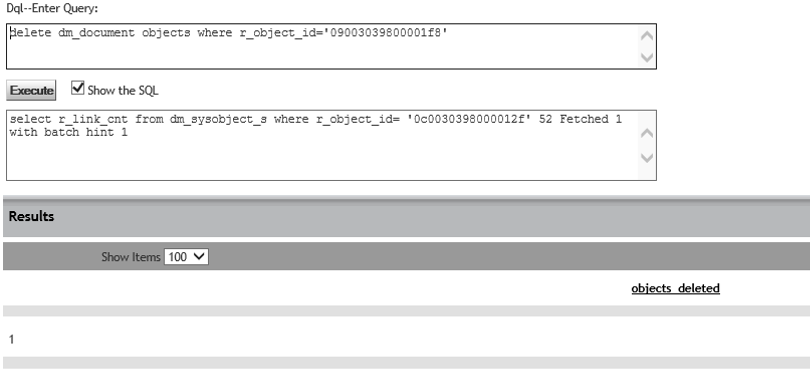 Dql--Enter Query:
delete dm_document objects where r_object_id='09003039800001f8'
Execute Show the SQL
select r_link_cnt from dm_sysobject_s where r_object_id= '0c0030398000012f' 52 Fetched 1
with batch hint 1
Results
Show Items 100
objects_deleted
1